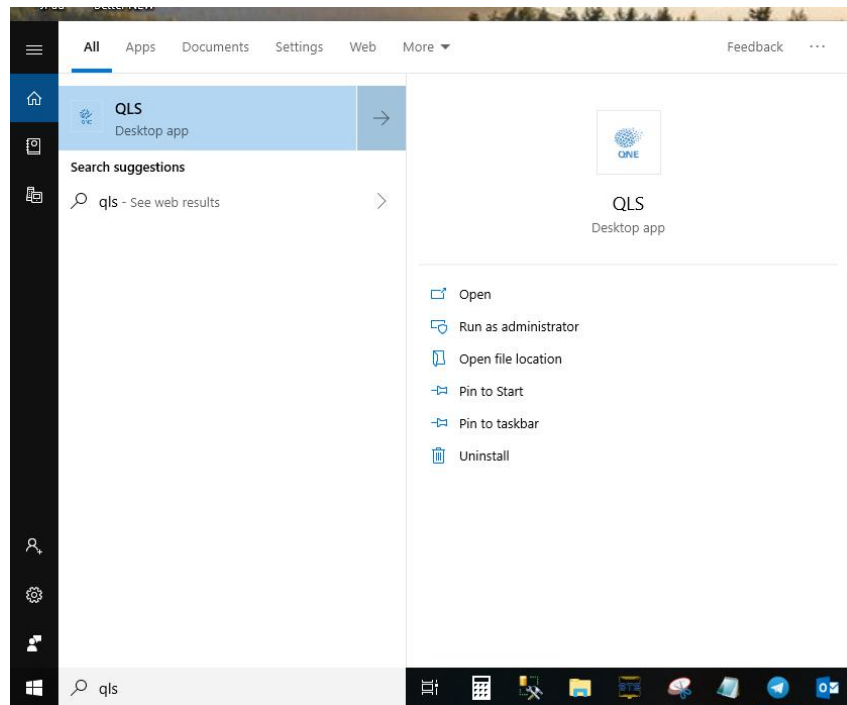 All Apps Documents Settings Web More Feedback ...
QLS
Desktop app
Search suggestions
qls - See web results
QNE
QLS
Desktop app
Open
Run as administrator
Open file location
Pin to Start
Pin to taskbar
Uninstall
qls